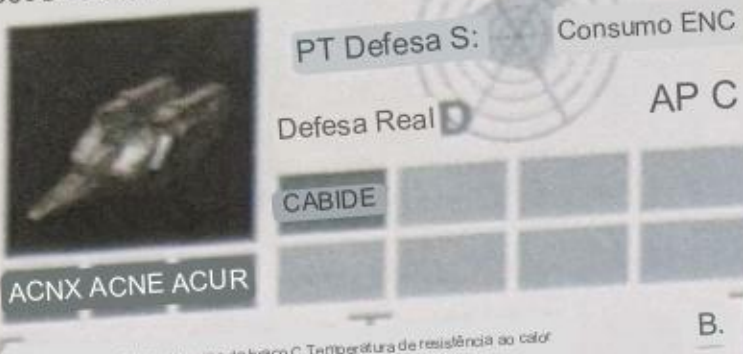 PT Defesa S:
Consumo ENC
Defesa Real D
AP C
CABIDE
ACNX ACNE ACUR
B.
C Temperatura de resistência ao calor